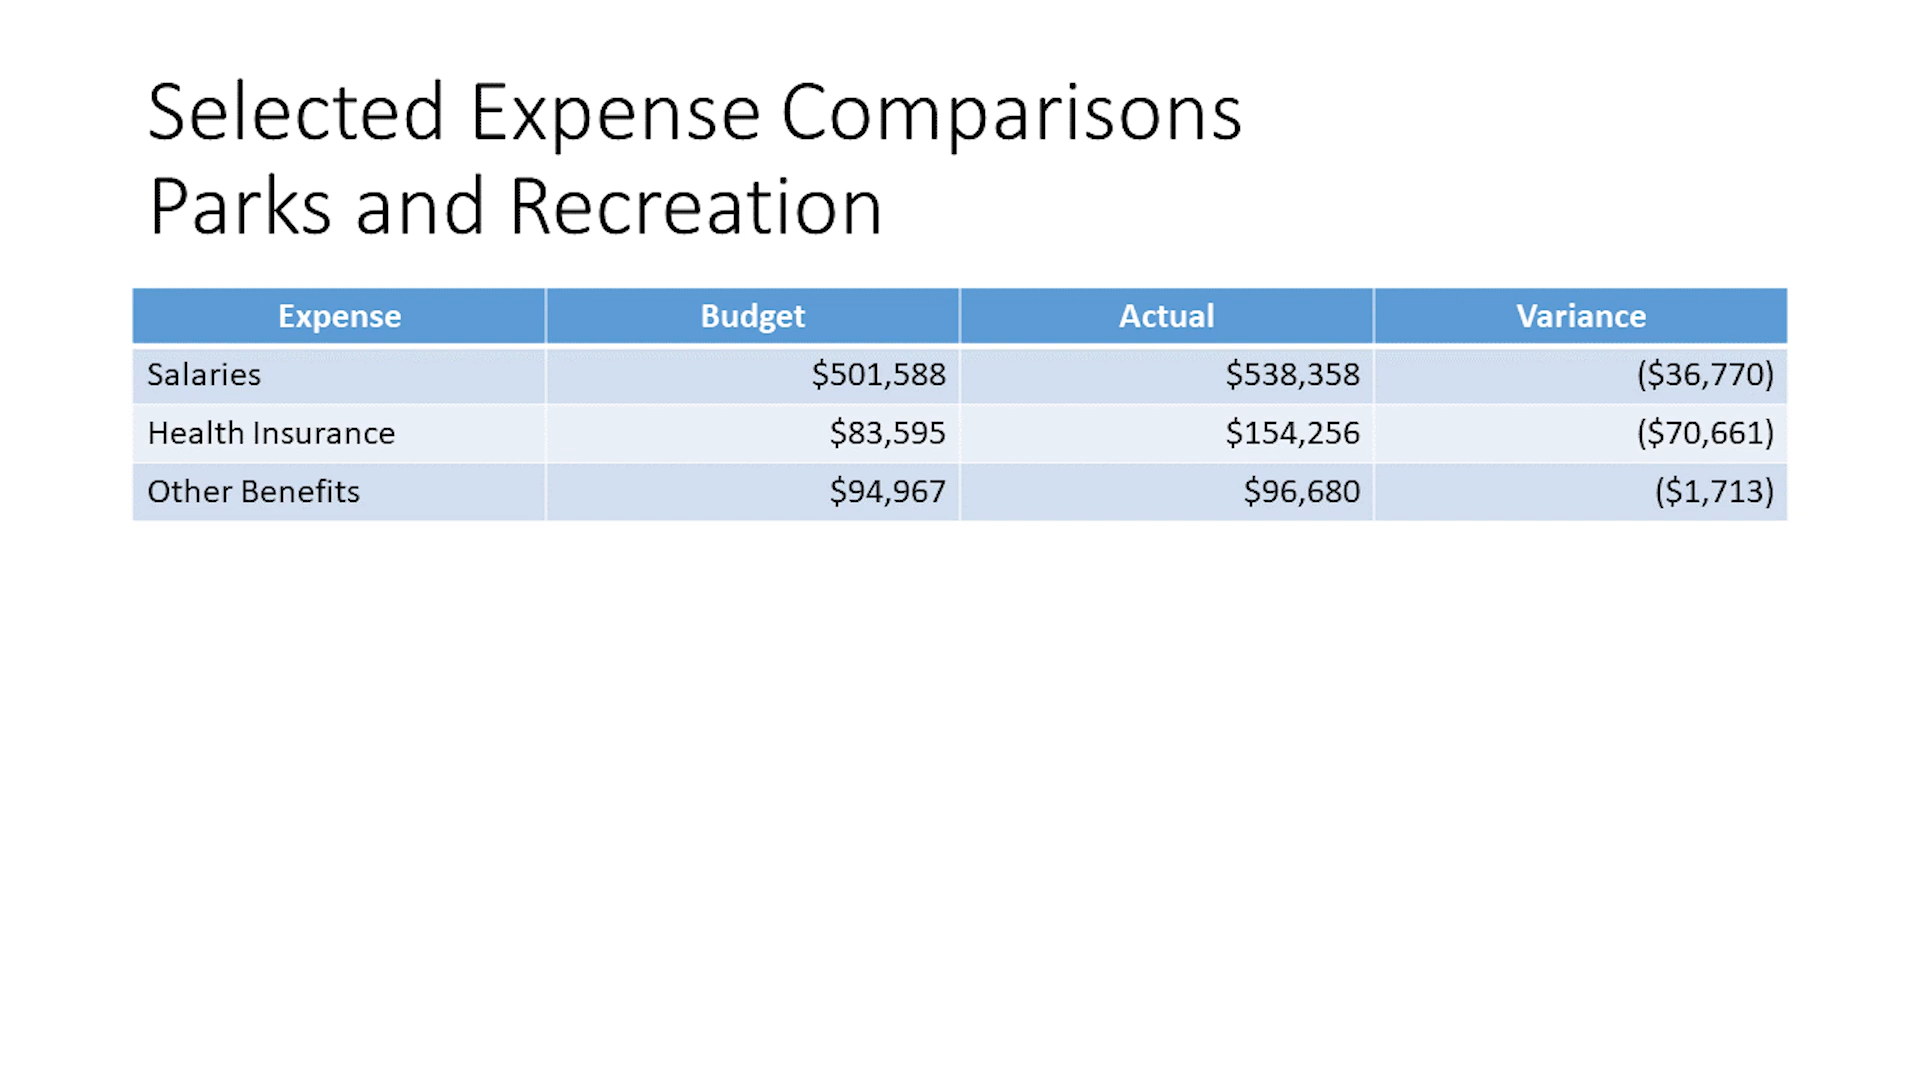 Selected Expense Comparisons
Parks and Recreation
Expense Budget Actual Variance
Salaries $501,588 $538,358 ($36,770)
Health Insurance $83,595 $154,256 ($70,661)
Other Benefits $94,967 $96,680 ($1,713)